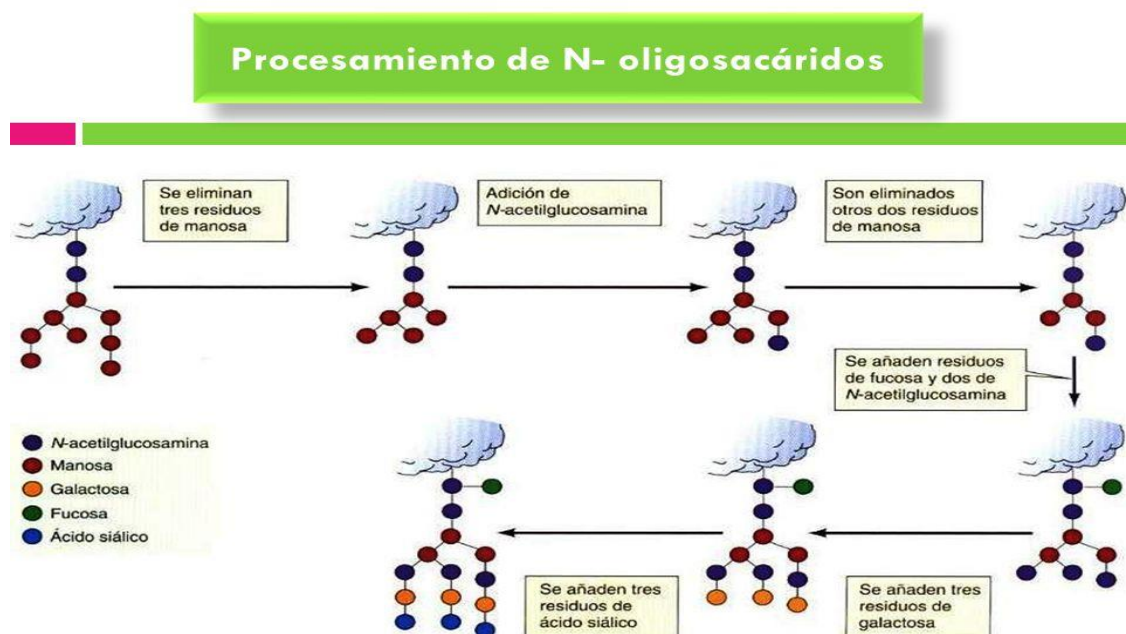 Procesamiento de N- oligosacáridos
Se eliminan
tres residuos
de manosa
Adición de
N-acetilglucosamina
Son eliminados
otros dos residuos
de manosa
Se añaden residuos
de fucosa y dos de
N-acetilglucosamina
N-acetilglucosamina
Manosa
Galactosa
Fucosa
Ácido siálico
Se añaden tres
residuos de
ácido siálico
Se añaden tres
residuos de
galactosa